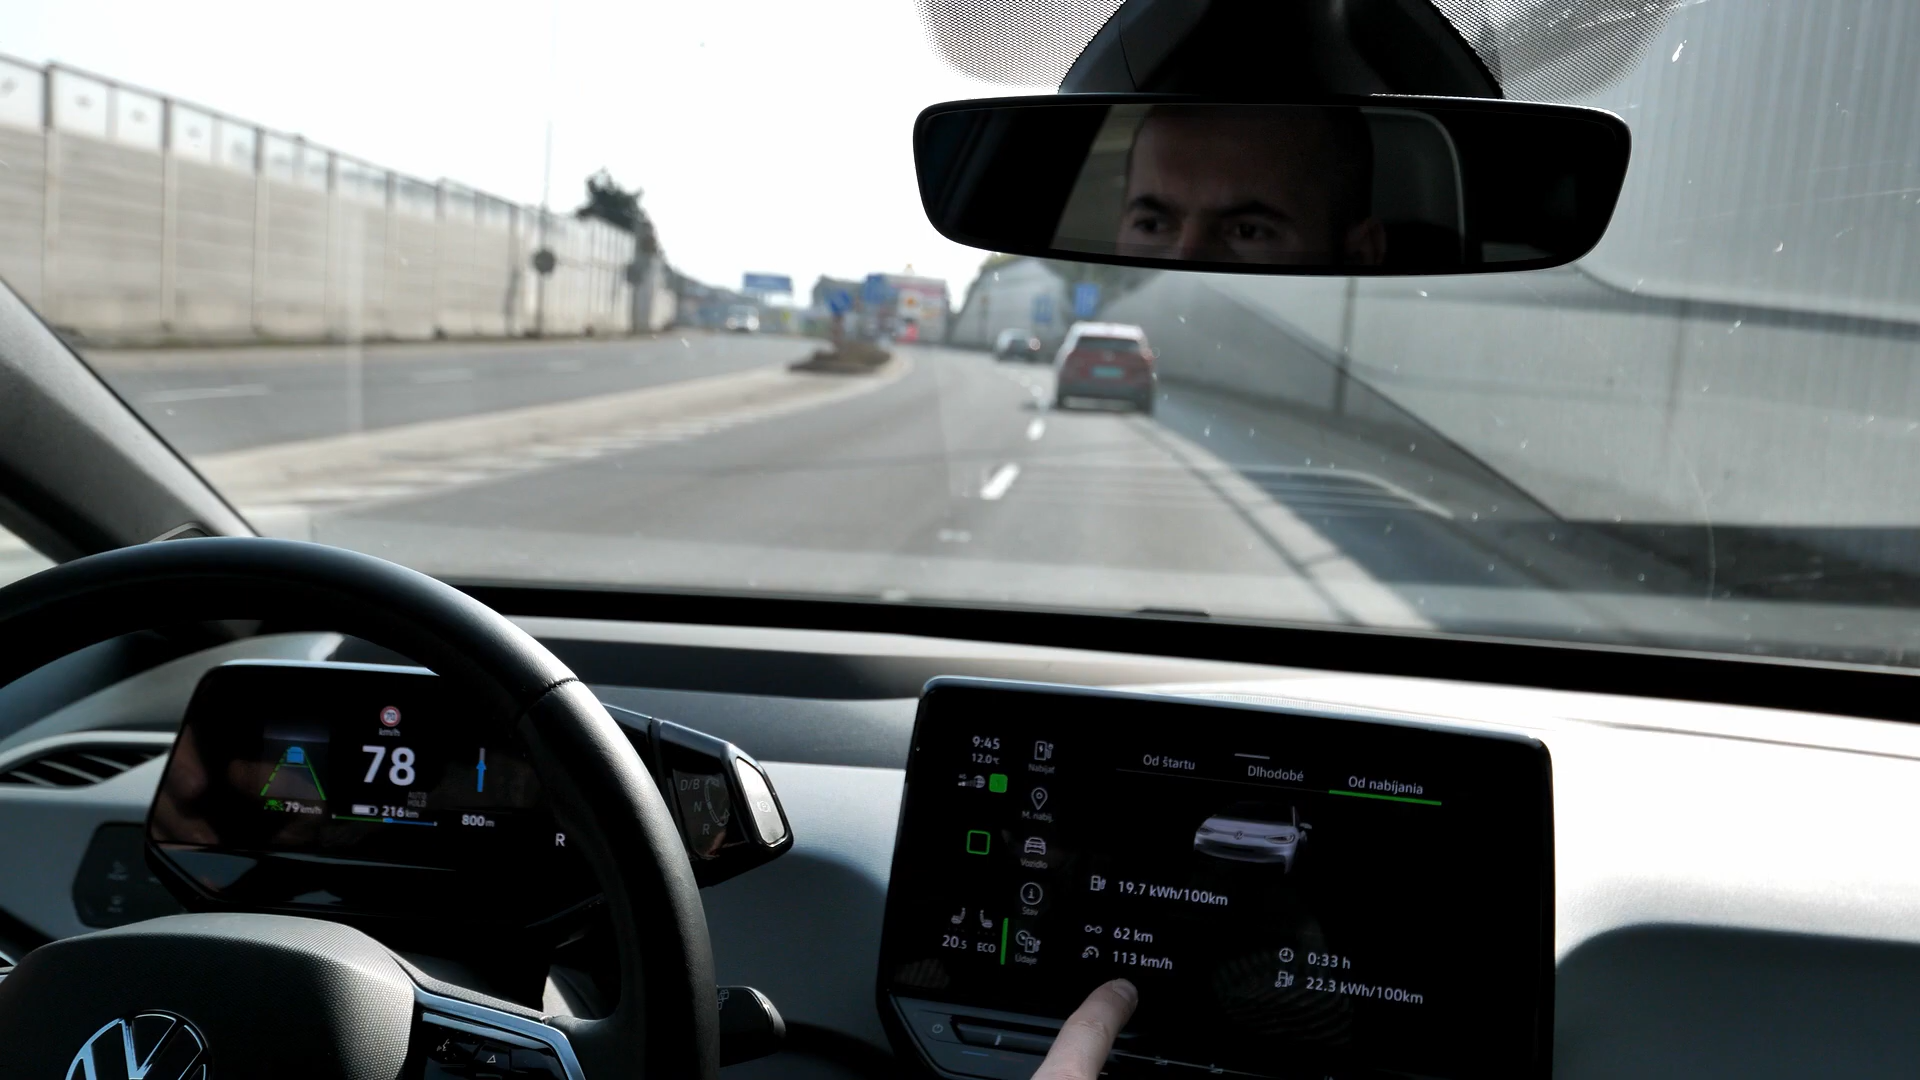 km/h
78
AUTO
HOLD
79 km/h
216 km
800 m
R
D/B
N
R
9:45
12.0°C
Nabíjať
M. nabíj.
Vozidlo
Stav
Údaje
20.5
ECO
Od štartu
Dlhodobé
Od nabíjania
19.7 kWh/100km
62 km
113 km/h
0:33 h
22.3 kWh/100km